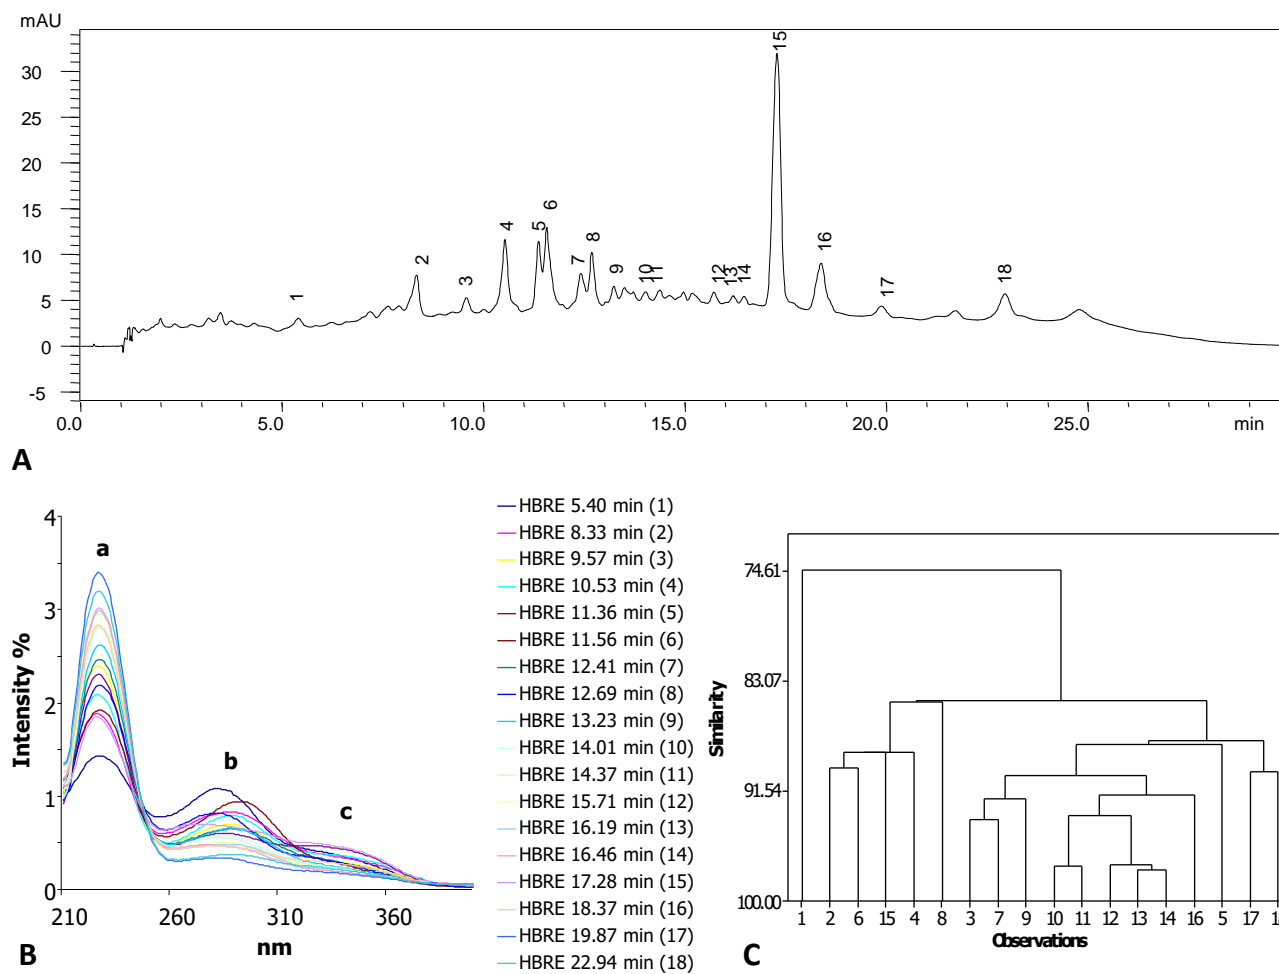 mAU
30
25
20
15
10
5
0
-5
1
2
3
4
5
6
7
8
9
10
11
12
13
14
15
16
17
18
0.0 5.0 10.0 15.0 20.0 25.0 min
A
4
3
2
1
0
Intensity %
a
b
c
210 260 310 360
nm
B
HBRE 5.40 min (1)
HBRE 8.33 min (2)
HBRE 9.57 min (3)
HBRE 10.53 min (4)
HBRE 11.36 min (5)
HBRE 11.56 min (6)
HBRE 12.41 min (7)
HBRE 12.69 min (8)
HBRE 13.23 min (9)
HBRE 14.01 min (10)
HBRE 14.37 min (11)
HBRE 15.71 min (12)
HBRE 16.19 min (13)
HBRE 16.46 min (14)
HBRE 17.28 min (15)
HBRE 18.37 min (16)
HBRE 19.87 min (17)
HBRE 22.94 min (18)
74.61
83.07
91.54
100.00
Similarity
1 2 6 15 4 8 3 7 9 10 11 12 13 14 16 5 17
Observations
C